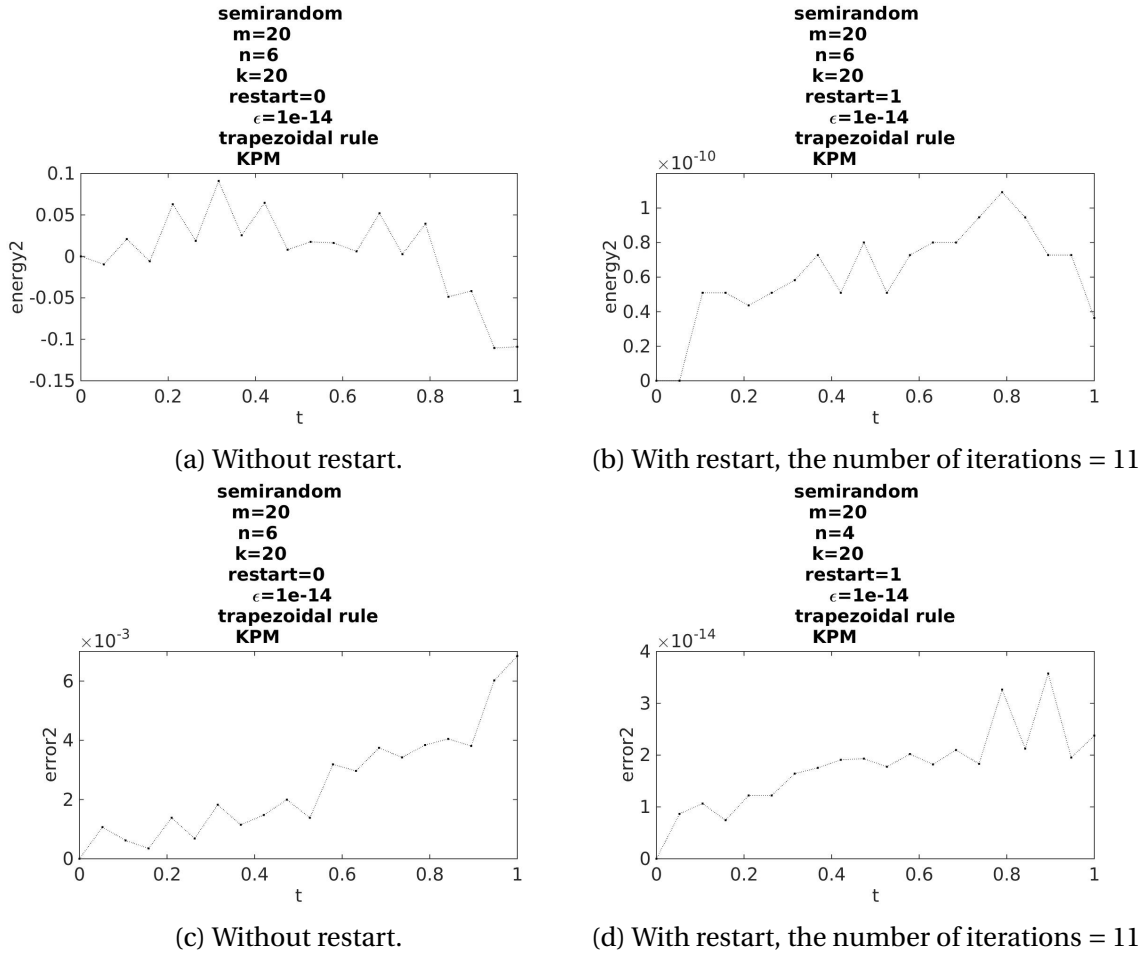 semirandom
m=20
n=6
k=20
restart=0
ϵ=1e-14
trapezoidal rule
KPM
0.1
0.05
0
-0.05
-0.1
-0.15
energy2
0 0.2 0.4 0.6 0.8 1
t
(a) Without restart.
semirandom
m=20
n=6
k=20
restart=1
ϵ=1e-14
trapezoidal rule
KPM
×10⁻¹⁰
1
0.8
0.6
0.4
0.2
0
energy2
0 0.2 0.4 0.6 0.8 1
t
(b) With restart, the number of iterations = 11
semirandom
m=20
n=6
k=20
restart=0
ϵ=1e-14
trapezoidal rule
KPM
×10⁻³
6
4
2
0
error2
0 0.2 0.4 0.6 0.8 1
t
(c) Without restart.
semirandom
m=20
n=4
k=20
restart=1
ϵ=1e-14
trapezoidal rule
KPM
×10⁻¹⁴
4
3
2
1
0
error2
0 0.2 0.4 0.6 0.8 1
t
(d) With restart, the number of iterations = 11